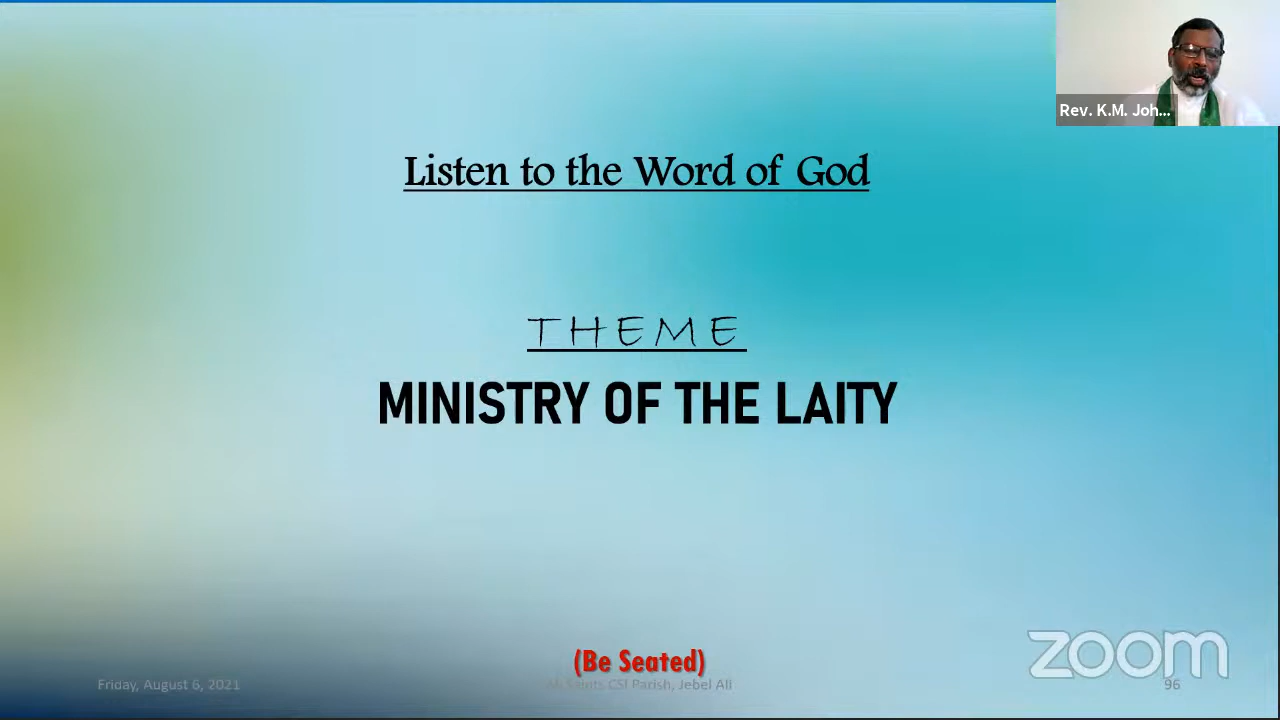 Rev. K.M. Joh...
Listen to the Word of God
THEME
MINISTRY OF THE LAITY
(Be Seated)
Friday, August 6, 2021
Saints CSI Parish, Jebel Ali
96
zoom